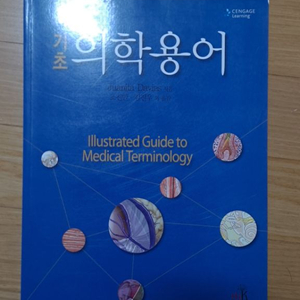 CENGAGE
Learning
기초
의학용어
Illustrated Guide to
Medical Terminology